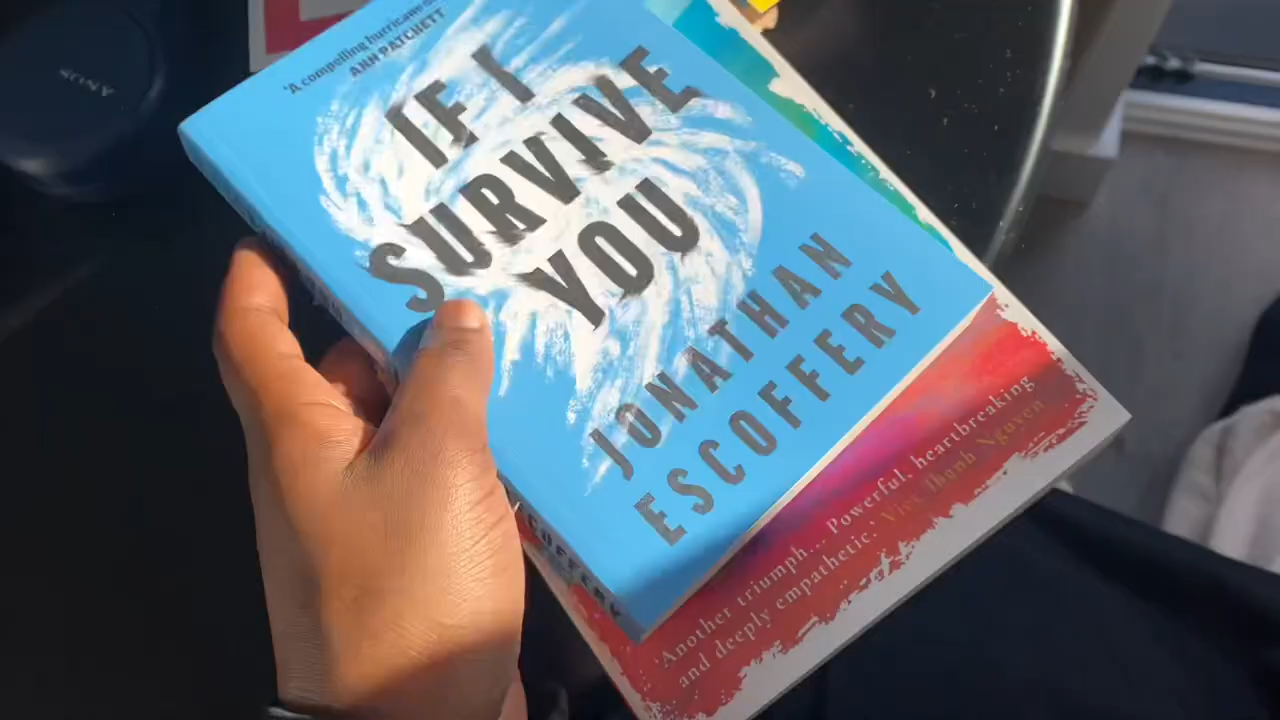 SONY
'A compelling hurricane
ANN PATCHETT
IF I
SURVIVE
YOU
JONATHAN
ESCOFFERY
'Another triumph... Powerful, heartbreaking
and deeply empathetic.' Viet Thanh Nguyen